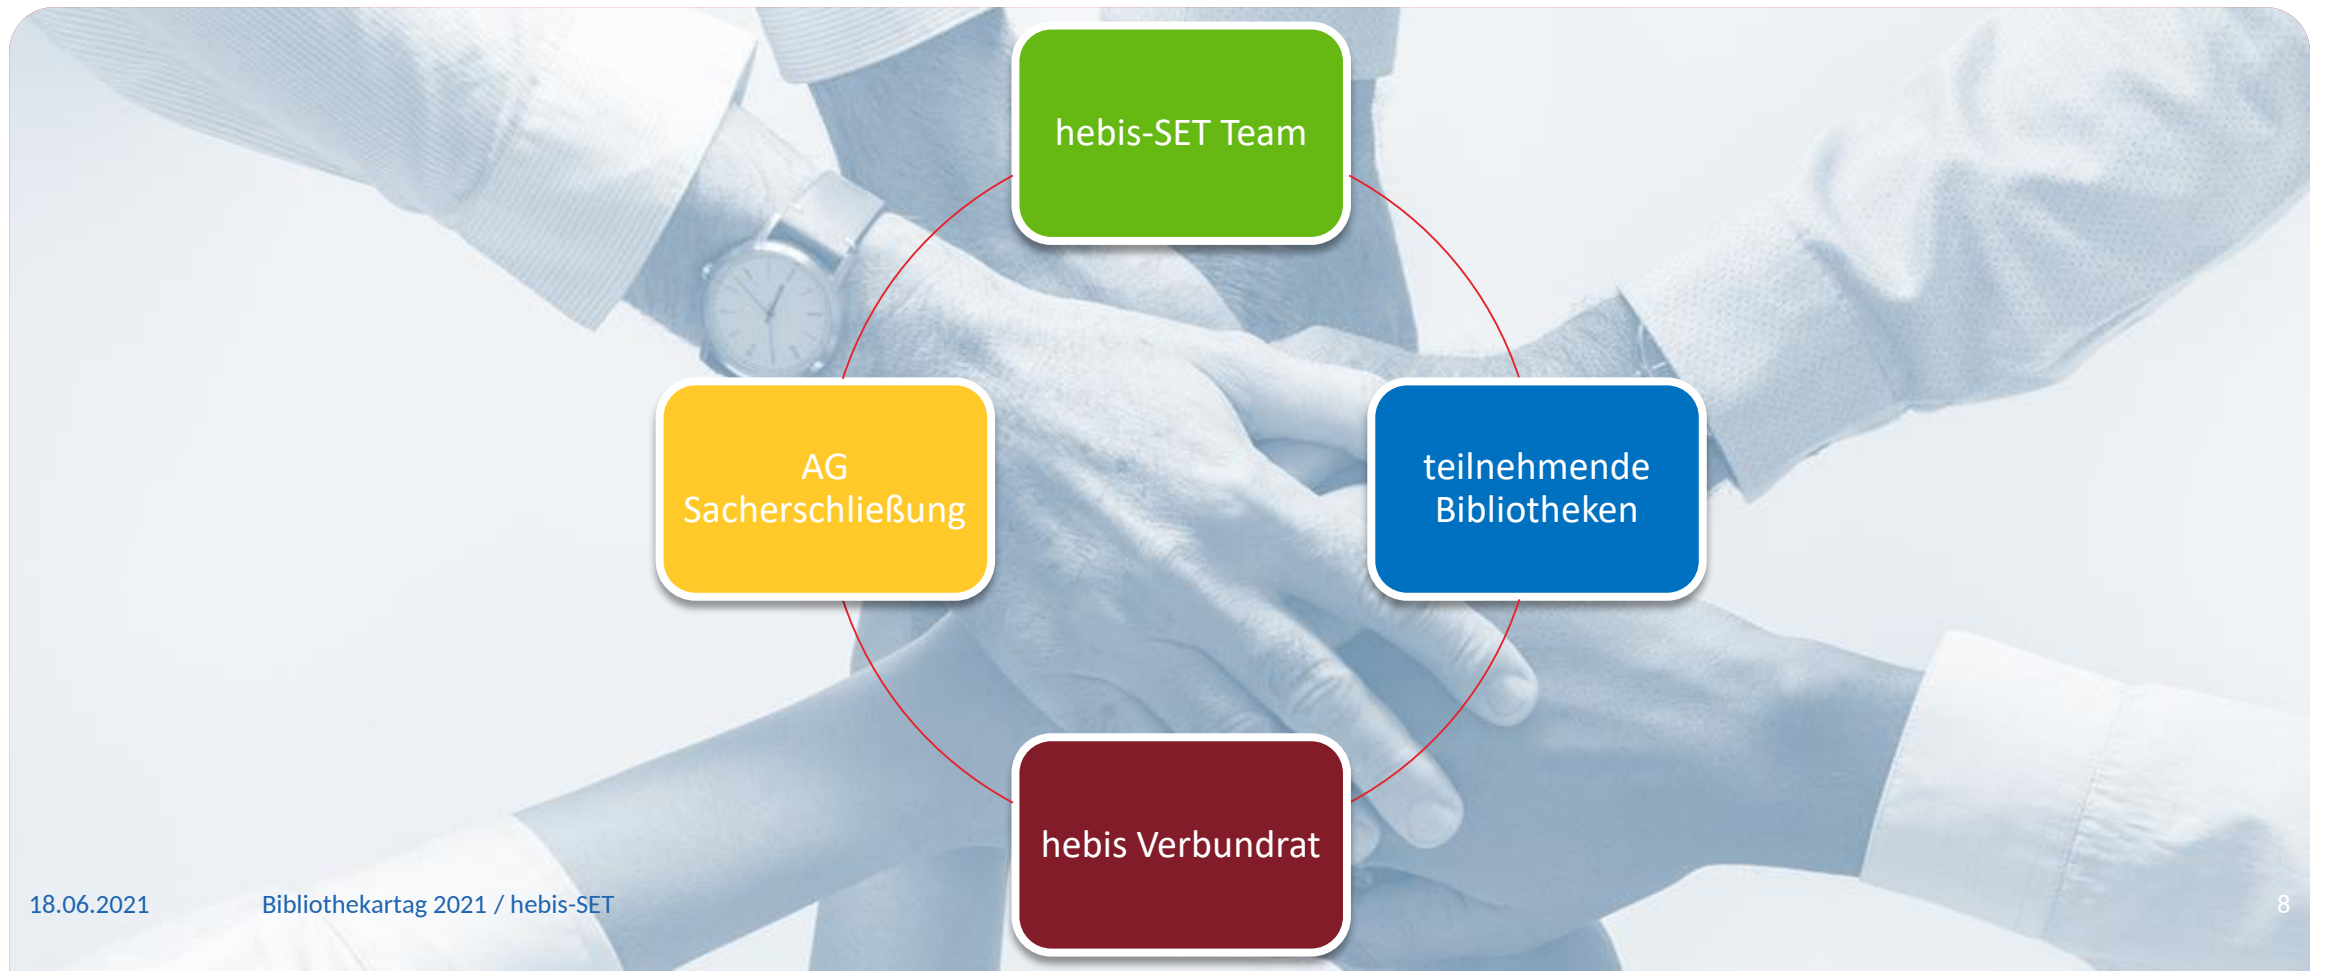 hebis-SET Team
AG
Sacherschließung
teilnehmende
Bibliotheken
hebis Verbundrat
18.06.2021
Bibliothekartag 2021 / hebis-SET
8